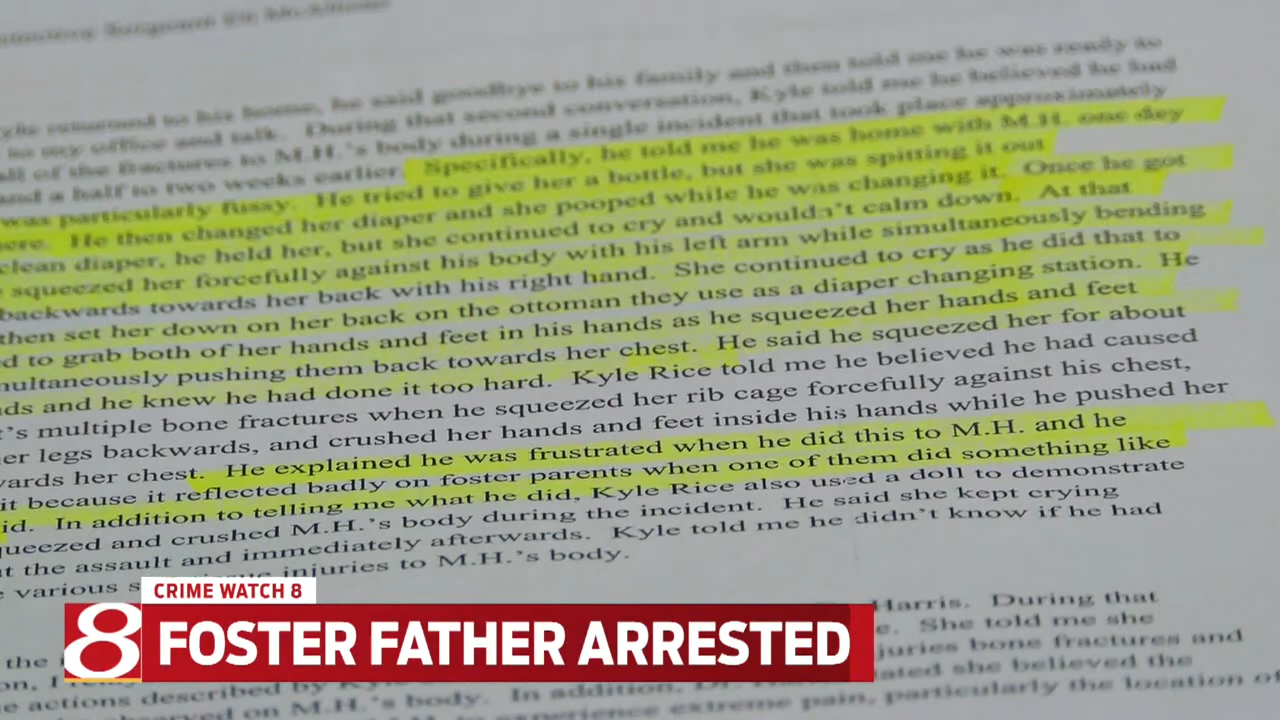 returned to his home, he said goodbye to his family and then told me he was ready to
to my office and talk. During that second conversation, Kyle told me he believed he had
all of the fractures to M.H.'s body during a single incident that took place approximately
and a half to two weeks earlier. Specifically, he told me he was home with M.H. one day
was particularly fussy. He tried to give her a bottle, but she was spitting it out
He then changed her diaper and she pooped while he was changing it. Once he got
clean diaper, he held her, but she continued to cry and wouldn't calm down. At that
squeezed her forcefully against his body with his left arm while simultaneously bending
backwards towards her back with his right hand. She continued to cry as he did that to
then set her down on her back on the ottoman they use as a diaper changing station. He
to grab both of her hands and feet in his hands as he squeezed her hands and feet
pushing them back towards her chest. He said he squeezed her for about
and he knew he had done it too hard. Kyle Rice told me he believed he had caused
multiple bone fractures when he squeezed her rib cage forcefully against his chest,
legs backwards, and crushed her hands and feet inside his hands while he pushed her
her chest. He explained he was frustrated when he did this to M.H. and he
it because it reflected badly on foster parents when one of them did something like
In addition to telling me what he did, Kyle Rice also used a doll to demonstrate
and crushed M.H.'s body during the incident. He said she kept crying
the assault and immediately afterwards. Kyle told me he didn't know if he had
various injuries to M.H.'s body.
CRIME WATCH 8
8 FOSTER FATHER ARRESTED
Harris. During that
She told me she
bone fractures and
the
she believed the
actions described by
on M.H.'s body. In addition,
experience extreme pain, particularly the location of